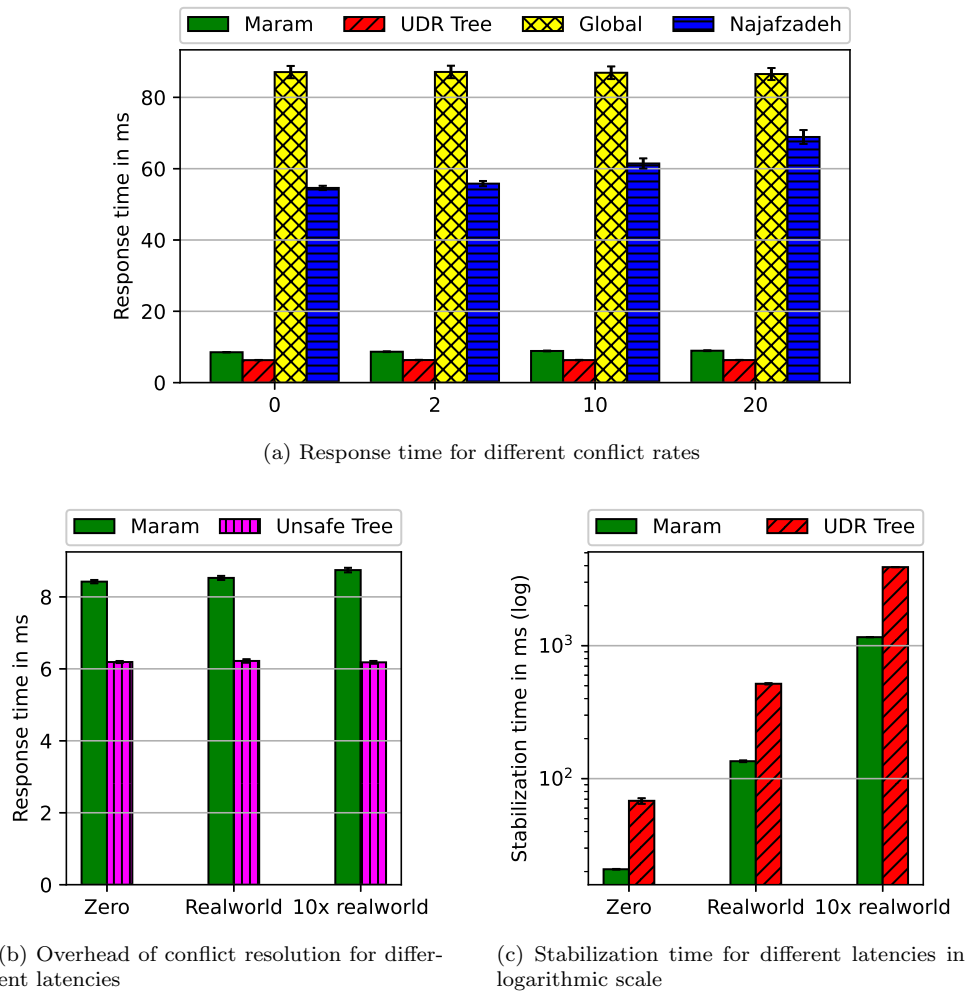 Maram UDR Tree Global Najafzadeh
Response time in ms
80
60
40
20
0
0 2 10 20
(a) Response time for different conflict rates
Maram Unsafe Tree
Response time in ms
8
6
4
2
0
Zero Realworld 10x realworld
(b) Overhead of conflict resolution for differ-
ent latencies
Maram UDR Tree
Stabilization time in ms (log)
10³
10²
Zero Realworld 10x realworld
(c) Stabilization time for different latencies in
logarithmic scale